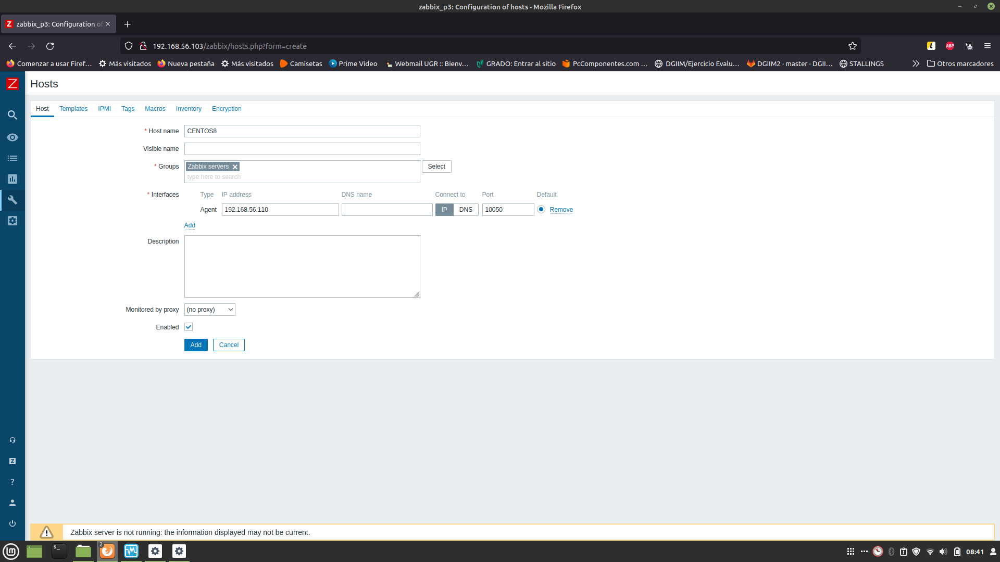 zabbix_p3: Configuration of hosts - Mozilla Firefox
Z zabbix_p3: Configuration of
192.168.56.103/zabbix/hosts.php?form=create
ABP
Comenzar a usar Firef… Más visitados Nueva pestaña Más visitados Camisetas Prime Video Webmail UGR :: Bienv… GRADO: Entrar al sitio PcComponentes.com … DGIIM/Ejercicio Evalu… DGIIM2 · master · DGII… STALLINGS Otros marcadores
Z Hosts
Host Templates IPMI Tags Macros Inventory Encryption
* Host name CENTOS8
Visible name
* Groups Zabbix servers Select
type here to search
* Interfaces Type IP address DNS name Connect to Port Default
Agent 192.168.56.110 IP DNS 10050 Remove
Add
Description
Monitored by proxy (no proxy)
Enabled
Add Cancel
Z
?
Zabbix server is not running: the information displayed may not be current.
2
08:41